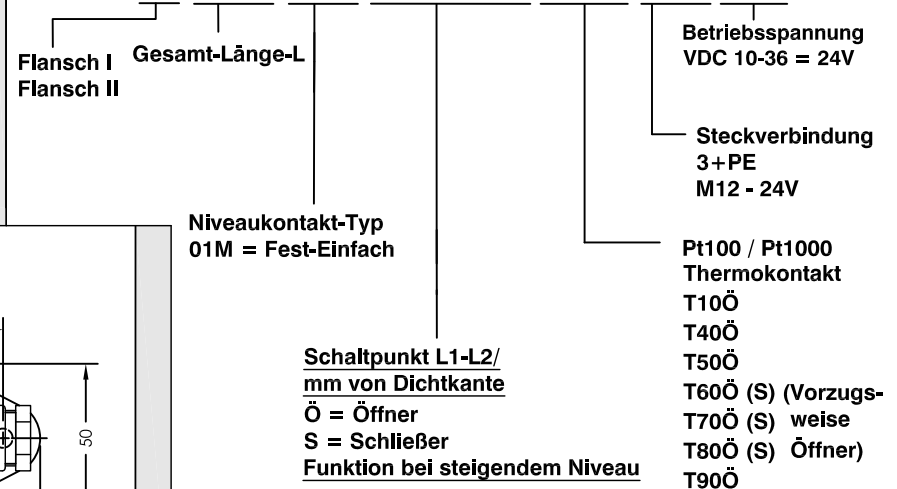 Flansch I
Flansch II
Gesamt-Länge-L
Niveaukontakt-Typ
01M = Fest-Einfach
Schaltpunkt L1-L2/
mm von Dichtkante
Ö = Öffner
S = Schließer
Funktion bei steigendem Niveau
Betriebsspannung
VDC 10-36 = 24V
Steckverbindung
3+PE
M12 - 24V
Pt100 / Pt1000
Thermokontakt
T10Ö
T40Ö
T50Ö
T60Ö (S) (Vorzugs-
T70Ö (S) weise
T80Ö (S) Öffner)
T90Ö
50